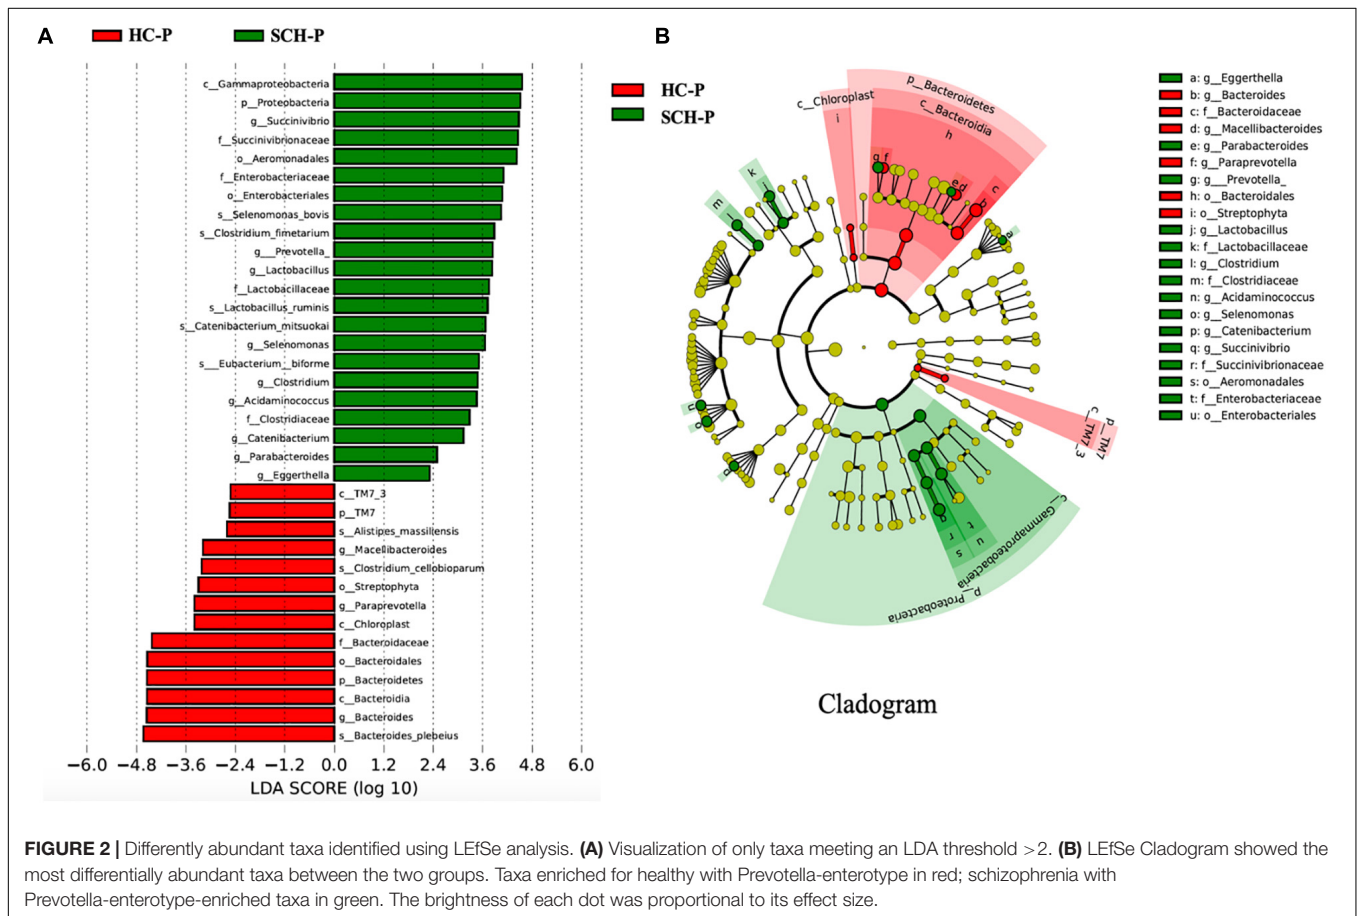 A
HC-P
SCH-P
c__Gammaproteobacteria
p__Proteobacteria
g__Succinivibrio
f__Succinivibrionaceae
o__Aeromonadales
f__Enterobacteriaceae
o__Enterobacteriales
s__Selenomonas_bovis
s__Clostridium_fimetarium
g___Prevotella_
g__Lactobacillus
f__Lactobacillaceae
s__Lactobacillus_ruminis
s__Catenibacterium_mitsuokai
g__Selenomonas
s___Eubacterium__biforme
g__Clostridium
g__Acidaminococcus
f__Clostridiaceae
g__Catenibacterium
g__Parabacteroides
g__Eggerthella
c__TM7_3
p__TM7
s__Alistipes_massiliensis
g__Macellibacteroides
s__Clostridium_cellobioparum
o__Streptophyta
g__Paraprevotella
c__Chloroplast
f__Bacteroidaceae
o__Bacteroidales
p__Bacteroidetes
c__Bacteroidia
g__Bacteroides
s__Bacteroides_plebeius
−6.0 −4.8 −3.6 −2.4 −1.2 0.0 1.2 2.4 3.6 4.8 6.0
LDA SCORE (log 10)
B
HC-P
SCH-P
p__Bacteroidetes
c__Chloroplast
c__Bacteroidia
i
h
g f
e d
c
b
a
k
j
m
l
n
o
p
p__TM7
c__TM7_3
q
r
s
t
u
c__Gammaproteobacteria
p__Proteobacteria
Cladogram
a: g__Eggerthella
b: g__Bacteroides
c: f__Bacteroidaceae
d: g__Macellibacteroides
e: g__Parabacteroides
f: g__Paraprevotella
g: g___Prevotella_
h: o__Bacteroidales
i: o__Streptophyta
j: g__Lactobacillus
k: f__Lactobacillaceae
l: g__Clostridium
m: f__Clostridiaceae
n: g__Acidaminococcus
o: g__Selenomonas
p: g__Catenibacterium
q: g__Succinivibrio
r: f__Succinivibrionaceae
s: o__Aeromonadales
t: f__Enterobacteriaceae
u: o__Enterobacteriales
FIGURE 2 | Differently abundant taxa identified using LEfSe analysis. (A) Visualization of only taxa meeting an LDA threshold >2. (B) LEfSe Cladogram showed the
most differentially abundant taxa between the two groups. Taxa enriched for healthy with Prevotella-enterotype in red; schizophrenia with
Prevotella-enterotype-enriched taxa in green. The brightness of each dot was proportional to its effect size.